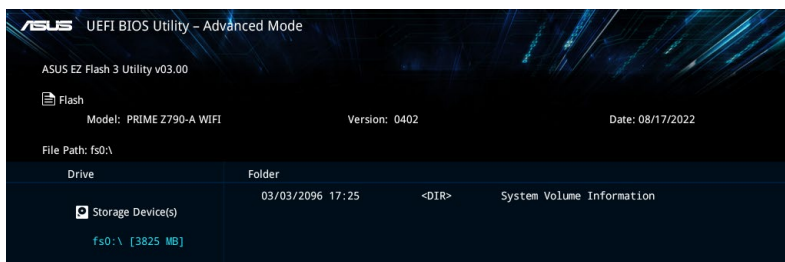 ASUS UEFI BIOS Utility – Advanced Mode
ASUS EZ Flash 3 Utility v03.00
Flash
Model: PRIME Z790-A WIFI Version: 0402 Date: 08/17/2022
File Path: fs0:\
Drive Folder
03/03/2096 17:25 <DIR> System Volume Information
Storage Device(s)
fs0:\ [3825 MB]